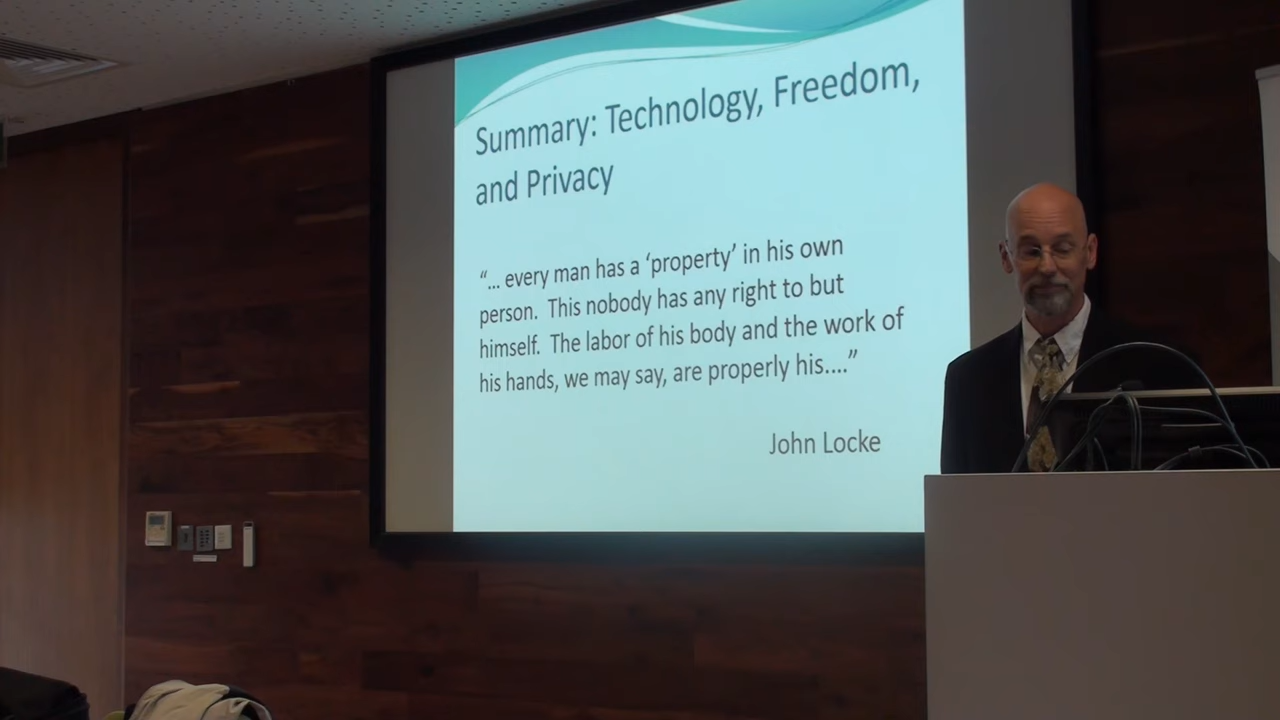 Summary: Technology, Freedom,
and Privacy
“... every man has a ‘property’ in his own
person. This nobody has any right to but
himself. The labor of his body and the work of
his hands, we may say, are properly his....”
John Locke